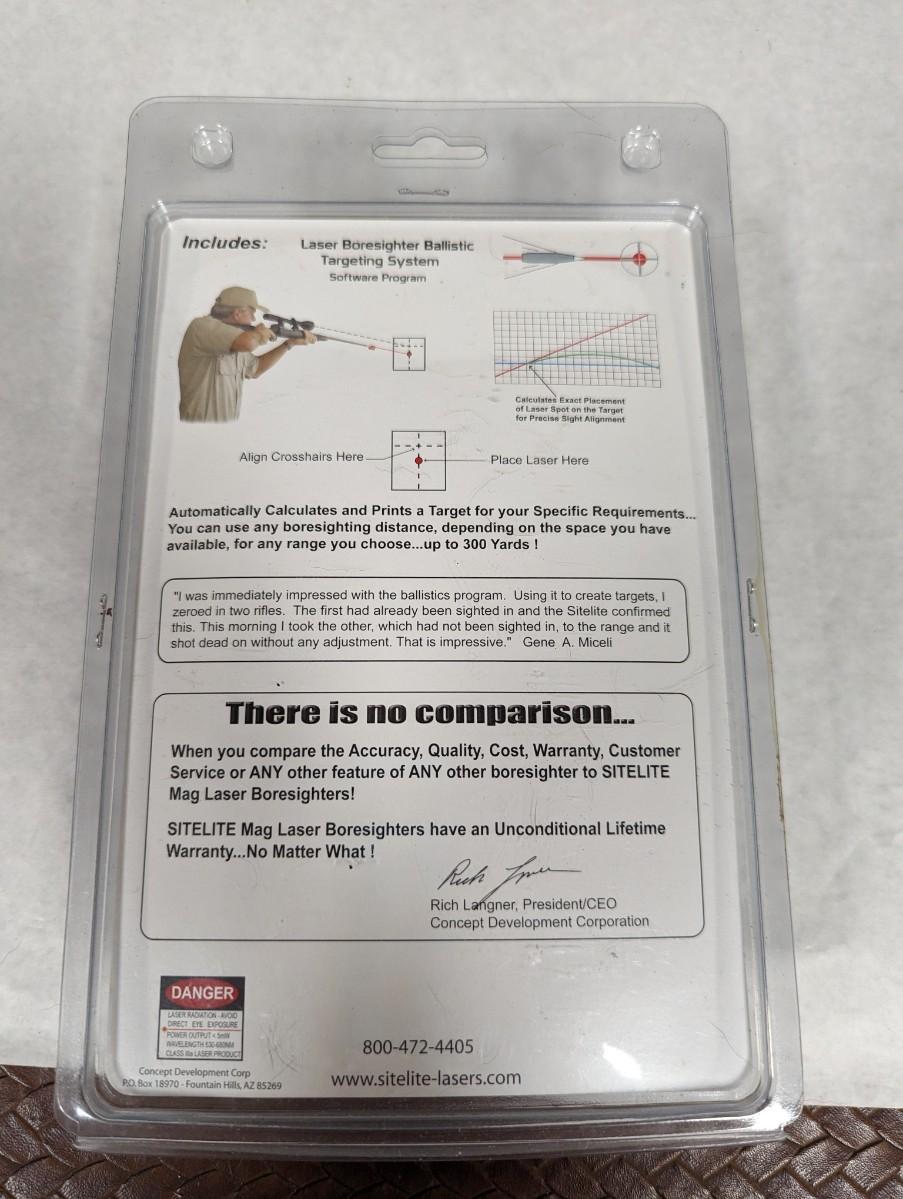 Includes:
Laser Boresighter Ballistic
Targeting System
Software Program
Calculates Exact Placement
of Laser Spot on the Target
for Precise Sight Alignment
Align Crosshairs Here
Place Laser Here
Automatically Calculates and Prints a Target for your Specific Requirements...
You can use any boresighting distance, depending on the space you have
available, for any range you choose...up to 300 Yards !
"I was immediately impressed with the ballistics program. Using it to create targets, I
zeroed in two rifles. The first had already been sighted in and the Sitelite confirmed
this. This morning I took the other, which had not been sighted in, to the range and it
shot dead on without any adjustment. That is impressive." Gene A. Miceli
There is no comparison...
When you compare the Accuracy, Quality, Cost, Warranty, Customer
Service or ANY other feature of ANY other boresighter to SITELITE
Mag Laser Boresighters!
SITELITE Mag Laser Boresighters have an Unconditional Lifetime
Warranty...No Matter What !
Rich Langner, President/CEO
Concept Development Corporation
DANGER
LASER RADIATION - AVOID
DIRECT EYE EXPOSURE
POWER OUTPUT < 5mW
WAVELENGTH 630-680NM
CLASS IIIa LASER PRODUCT
Concept Development Corp
P.O. Box 18970 - Fountain Hills, AZ 85269
800-472-4405
www.sitelite-lasers.com